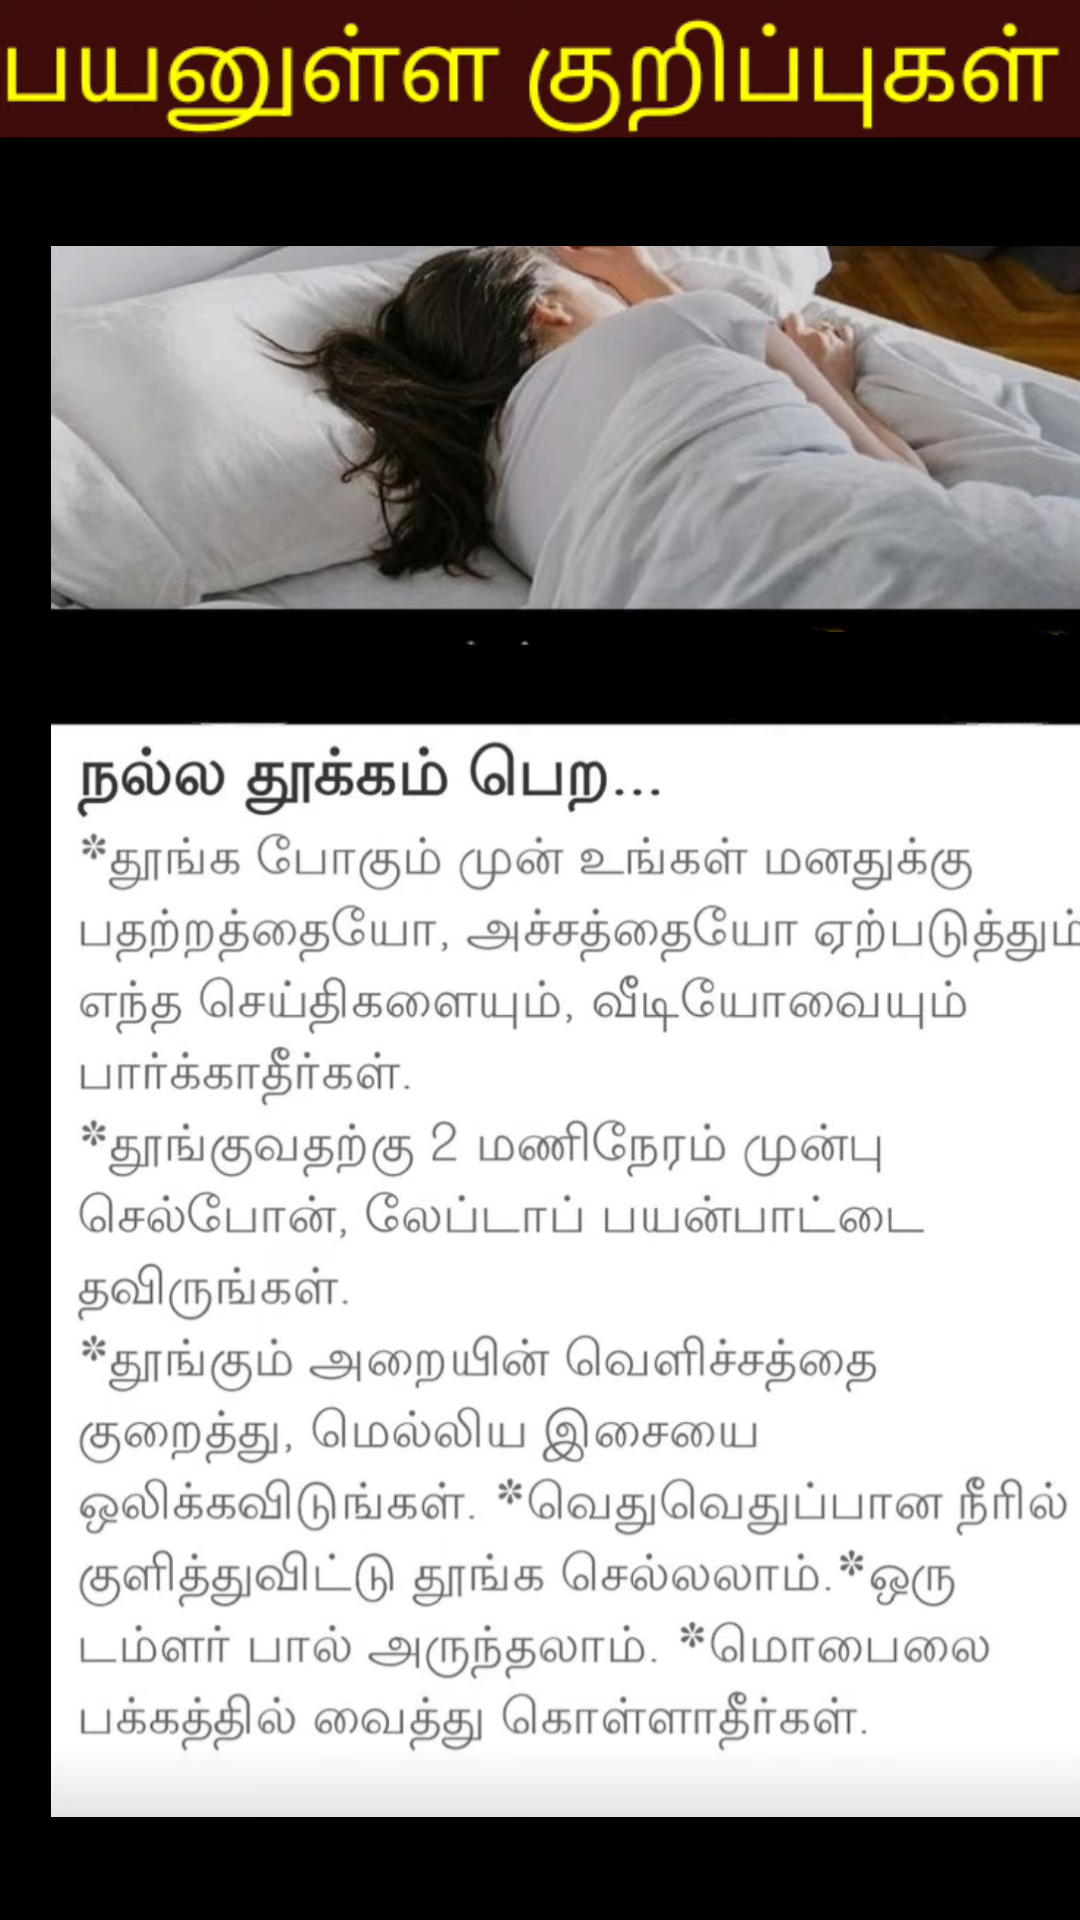 பயனுள்ள குறிப்புகள்
நல்ல தூக்கம் பெற...
*தூங்க போகும் முன் உங்கள் மனதுக்கு
பதற்றத்தையோ, அச்சத்தையோ ஏற்படுத்தும்
எந்த செய்திகளையும், வீடியோவையும்
பார்க்காதீர்கள்.
*தூங்குவதற்கு 2 மணிநேரம் முன்பு
செல்போன், லேப்டாப் பயன்பாட்டை
தவிருங்கள்.
*தூங்கும் அறையின் வெளிச்சத்தை
குறைத்து, மெல்லிய இசையை
ஒலிக்கவிடுங்கள். *வெதுவெதுப்பான நீரில்
குளித்துவிட்டு தூங்க செல்லலாம்.*ஒரு
டம்ளர் பால் அருந்தலாம். *மொபைலை
பக்கத்தில் வைத்து கொள்ளாதீர்கள்.